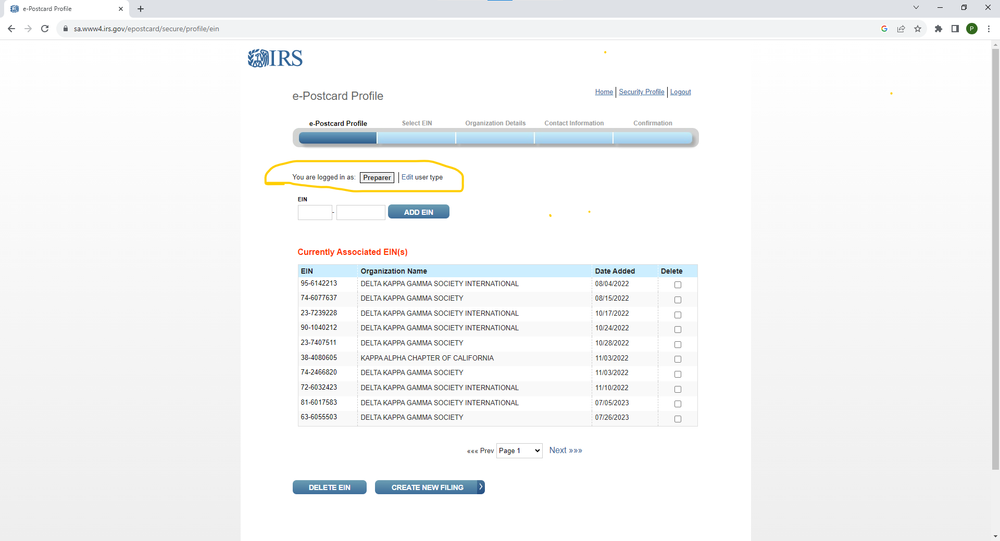 e-Postcard Profile
sa.www4.irs.gov/epostcard/secure/profile/ein
P
IRS
Home | Security Profile | Logout
e-Postcard Profile
e-Postcard Profile Select EIN Organization Details Contact Information Confirmation
You are logged in as: Preparer | Edit user type
EIN
- ADD EIN
Currently Associated EIN(s)
EIN Organization Name Date Added Delete
95-6142213 DELTA KAPPA GAMMA SOCIETY INTERNATIONAL 08/04/2022
74-6077637 DELTA KAPPA GAMMA SOCIETY 08/15/2022
23-7239228 DELTA KAPPA GAMMA SOCIETY INTERNATIONAL 10/17/2022
90-1040212 DELTA KAPPA GAMMA SOCIETY INTERNATIONAL 10/24/2022
23-7407511 DELTA KAPPA GAMMA SOCIETY 10/28/2022
38-4080605 KAPPA ALPHA CHAPTER OF CALIFORNIA 11/03/2022
74-2466820 DELTA KAPPA GAMMA SOCIETY 11/03/2022
72-6032423 DELTA KAPPA GAMMA SOCIETY INTERNATIONAL 11/10/2022
81-6017583 DELTA KAPPA GAMMA SOCIETY INTERNATIONAL 07/05/2023
63-6055503 DELTA KAPPA GAMMA SOCIETY 07/26/2023
««« Prev Page 1 Next »»»
DELETE EIN CREATE NEW FILING